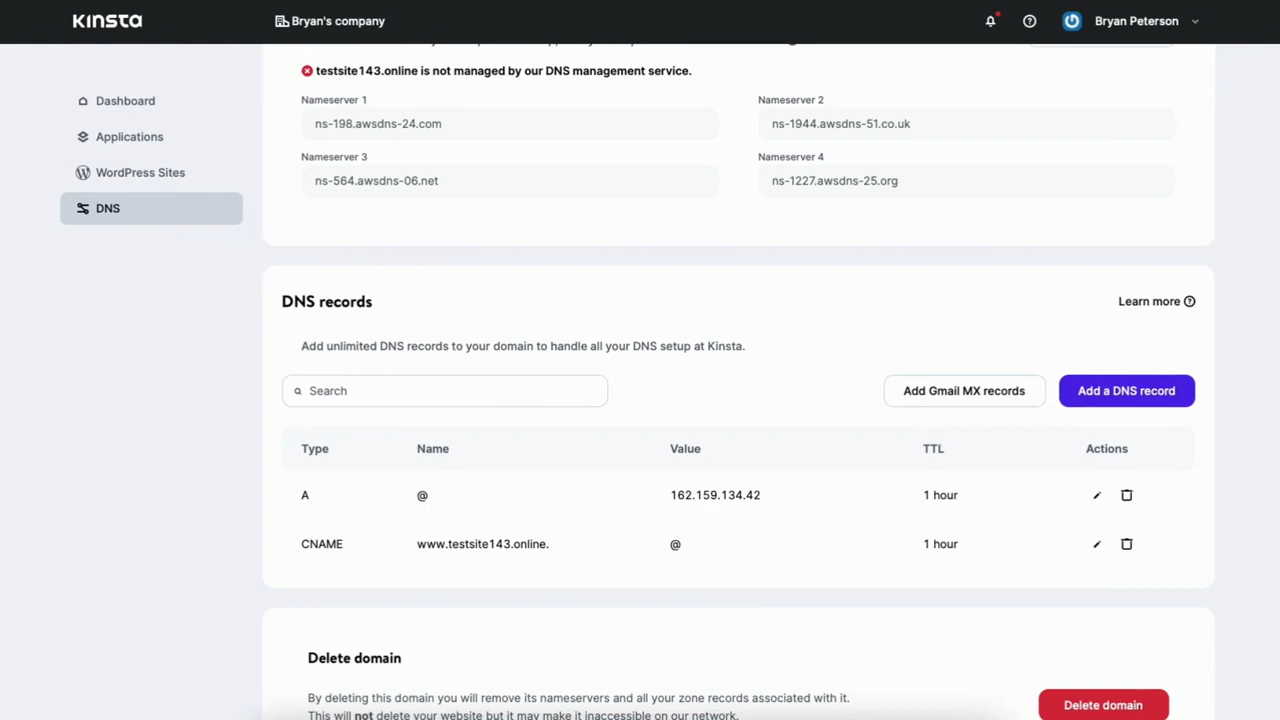 Kinsta
Bryan's company
Bryan Peterson
testsite143.online is not managed by our DNS management service.
Dashboard
Applications
WordPress Sites
DNS
Nameserver 1
Nameserver 2
ns-198.awsdns-24.com
ns-1944.awsdns-51.co.uk
Nameserver 3
Nameserver 4
ns-564.awsdns-06.net
ns-1227.awsdns-25.org
DNS records
Learn more
Add unlimited DNS records to your domain to handle all your DNS setup at Kinsta.
Search
Add Gmail MX records
Add a DNS record
Type Name Value TTL Actions
A @ 162.159.134.42 1 hour
CNAME www.testsite143.online. @ 1 hour
Delete domain
By deleting this domain you will remove its nameservers and all your zone records associated with it.
This will not delete your website but it may make it inaccessible on our network.
Delete domain